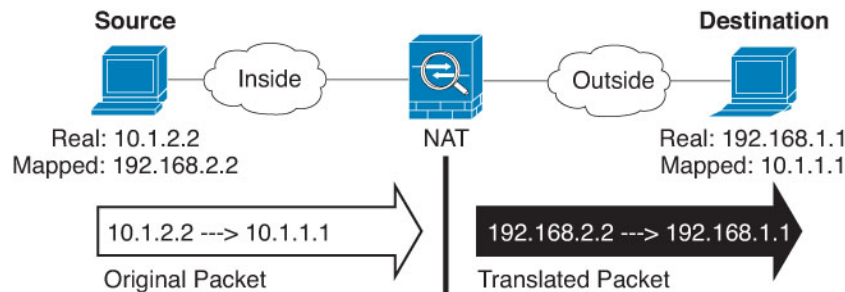 Source
Destination
Inside
Outside
Real: 10.1.2.2
Mapped: 192.168.2.2
NAT
Real: 192.168.1.1
Mapped: 10.1.1.1
10.1.2.2 ---> 10.1.1.1
192.168.2.2 ---> 192.168.1.1
Original Packet
Translated Packet